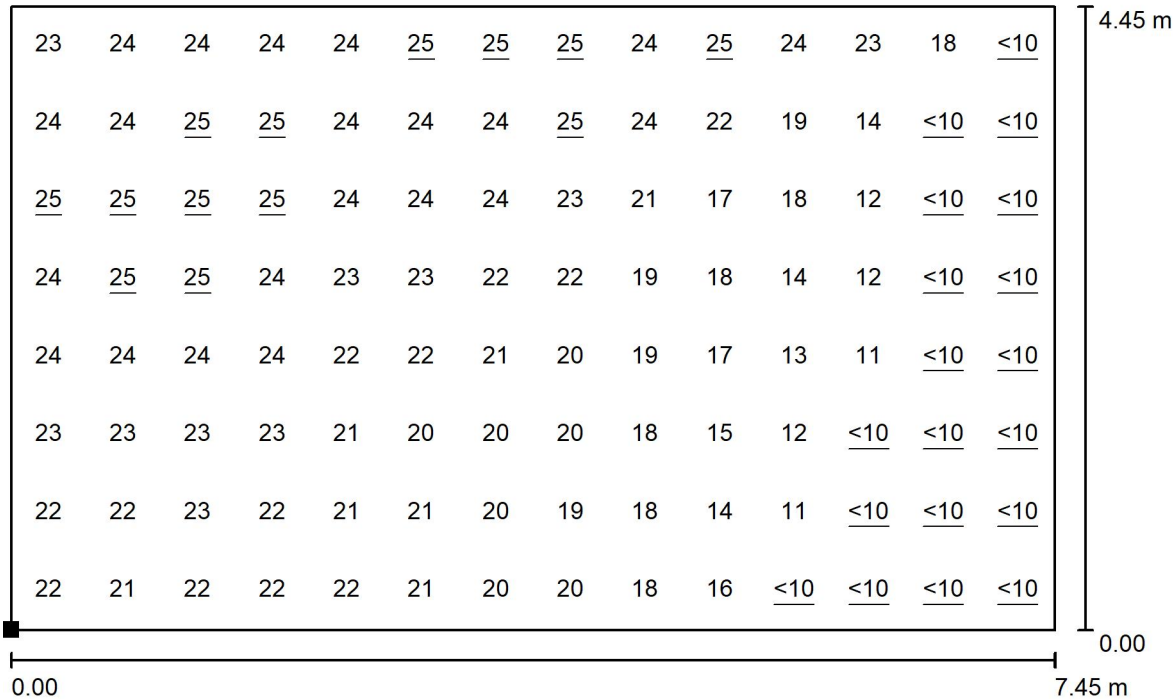 23 24 24 24 24 25 25 25 24 25 24 23 18 <10
24 24 25 25 24 24 24 25 24 22 19 14 <10 <10
25 25 25 25 24 24 24 23 21 17 18 12 <10 <10
24 25 25 24 23 23 22 22 19 18 14 12 <10 <10
24 24 24 24 22 22 21 20 19 17 13 11 <10 <10
23 23 23 23 21 20 20 20 18 15 12 <10 <10 <10
22 22 23 22 21 21 20 19 18 14 11 <10 <10 <10
22 21 22 22 22 21 20 20 18 16 <10 <10 <10 <10
4.45 m
0.00
0.00 7.45 m